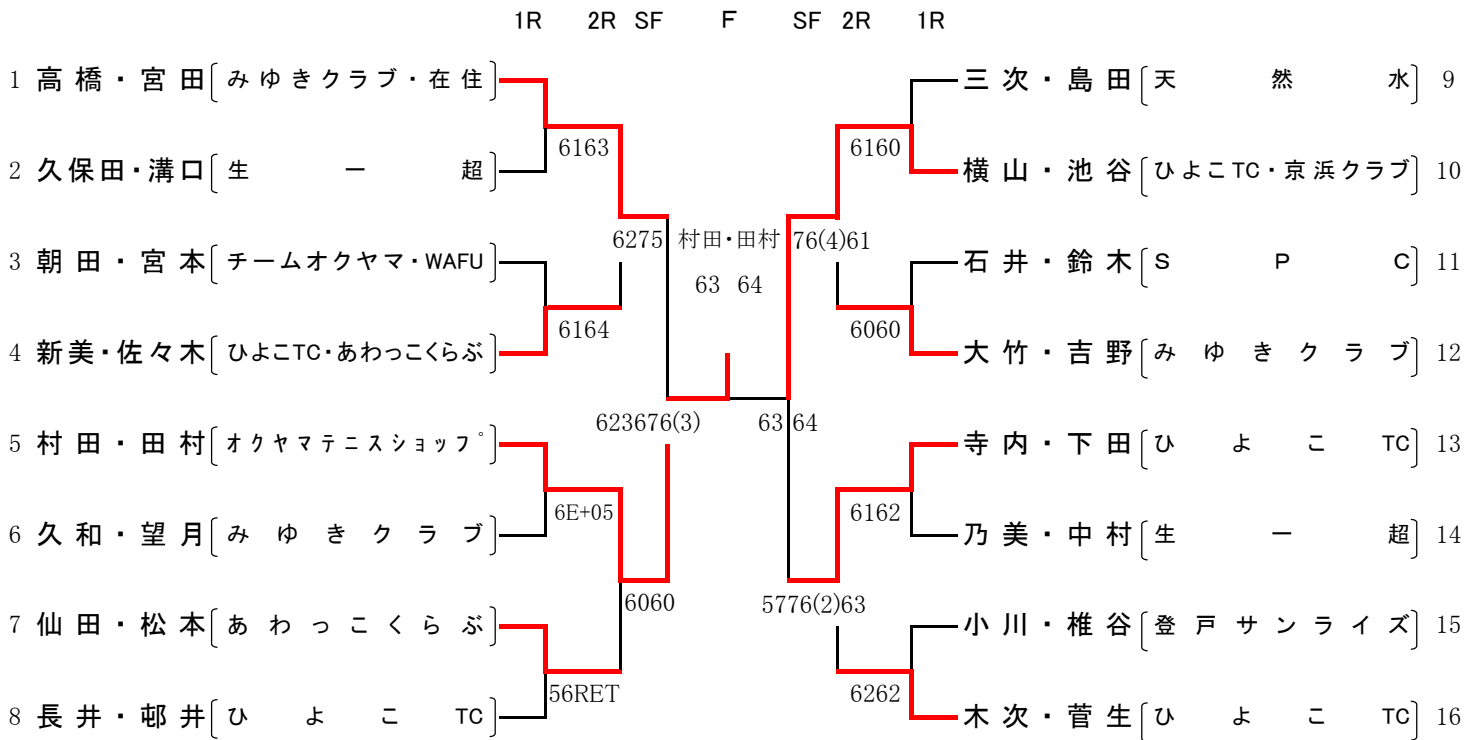 1R 2R SF F SF 2R 1R
1 高橋・宮田 みゆきクラブ・在住
三次・島田 天然水 9
6163
6160
2 久保田・溝口 生一超
横山・池谷 ひよこTC・京浜クラブ 10
6275 村田・田村 76(4)61
3 朝田・宮本 チームオクヤマ・WAFU
石井・鈴木 SPC 11
63 64
6164
6060
4 新美・佐々木 ひよこTC・あわっこくらぶ
大竹・吉野 みゆきクラブ 12
623676(3)
63 64
5 村田・田村 オクヤマテニスショップ
寺内・下田 ひよこTC 13
6E+05
6162
6 久和・望月 みゆきクラブ
乃美・中村 生一超 14
6060
5776(2)63
7 仙田・松本 あわっこくらぶ
小川・椎谷 登戸サンライズ 15
56RET
6262
8 長井・邨井 ひよこTC
木次・菅生 ひよこTC 16